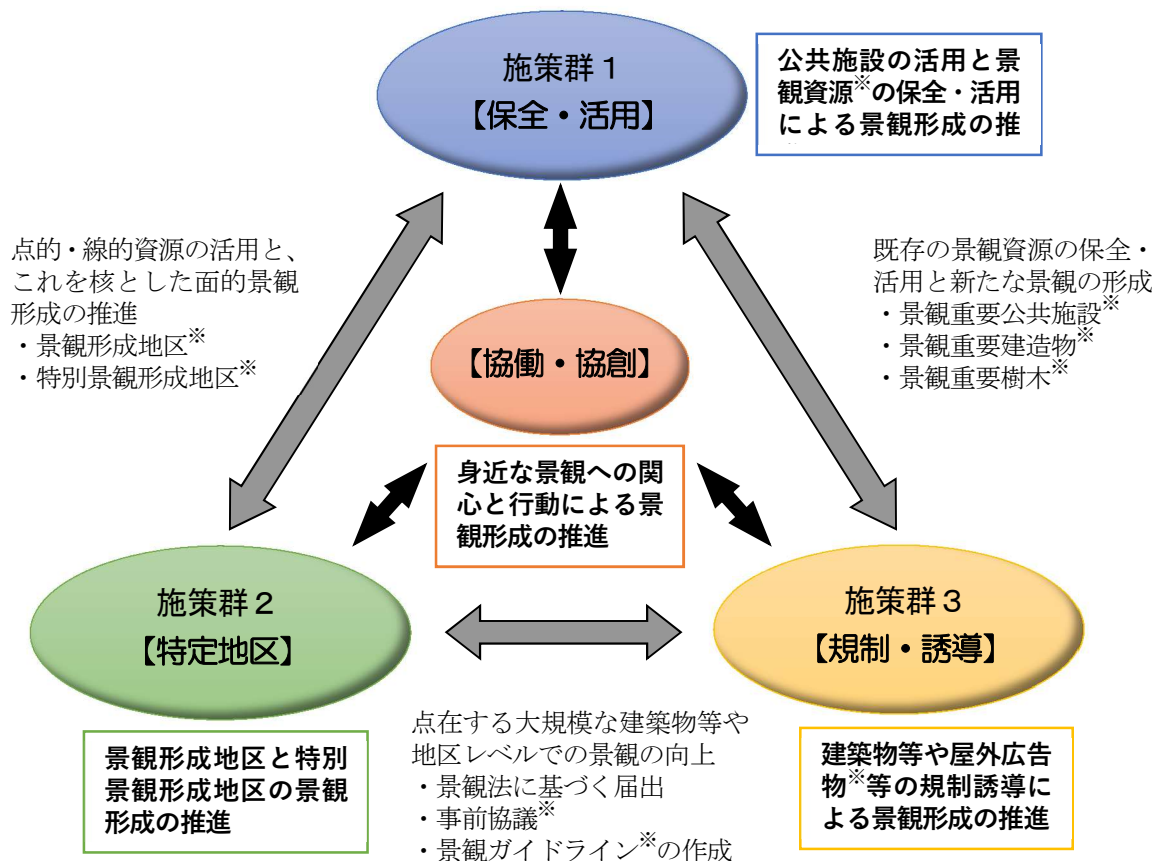 施策群１
【保全・活用】
公共施設の活用と景
観資源※の保全・活用
による景観形成の推
点的・線的資源の活用と、
これを核とした面的景観
形成の推進
・景観形成地区※
・特別景観形成地区※
既存の景観資源の保全・
活用と新たな景観の形成
・景観重要公共施設※
・景観重要建造物※
・景観重要樹木※
【協働・協創】
身近な景観への関
心と行動による景
観形成の推進
施策群２
【特定地区】
景観形成地区と特別
景観形成地区の景観
形成の推進
点在する大規模な建築物等や
地区レベルでの景観の向上
・景観法に基づく届出
・事前協議※
・景観ガイドライン※の作成
施策群３
【規制・誘導】
建築物等や屋外広告
物※等の規制誘導に
よる景観形成の推進